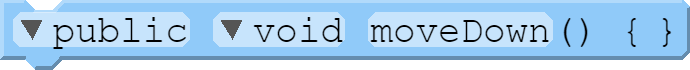 public void moveDown() { }